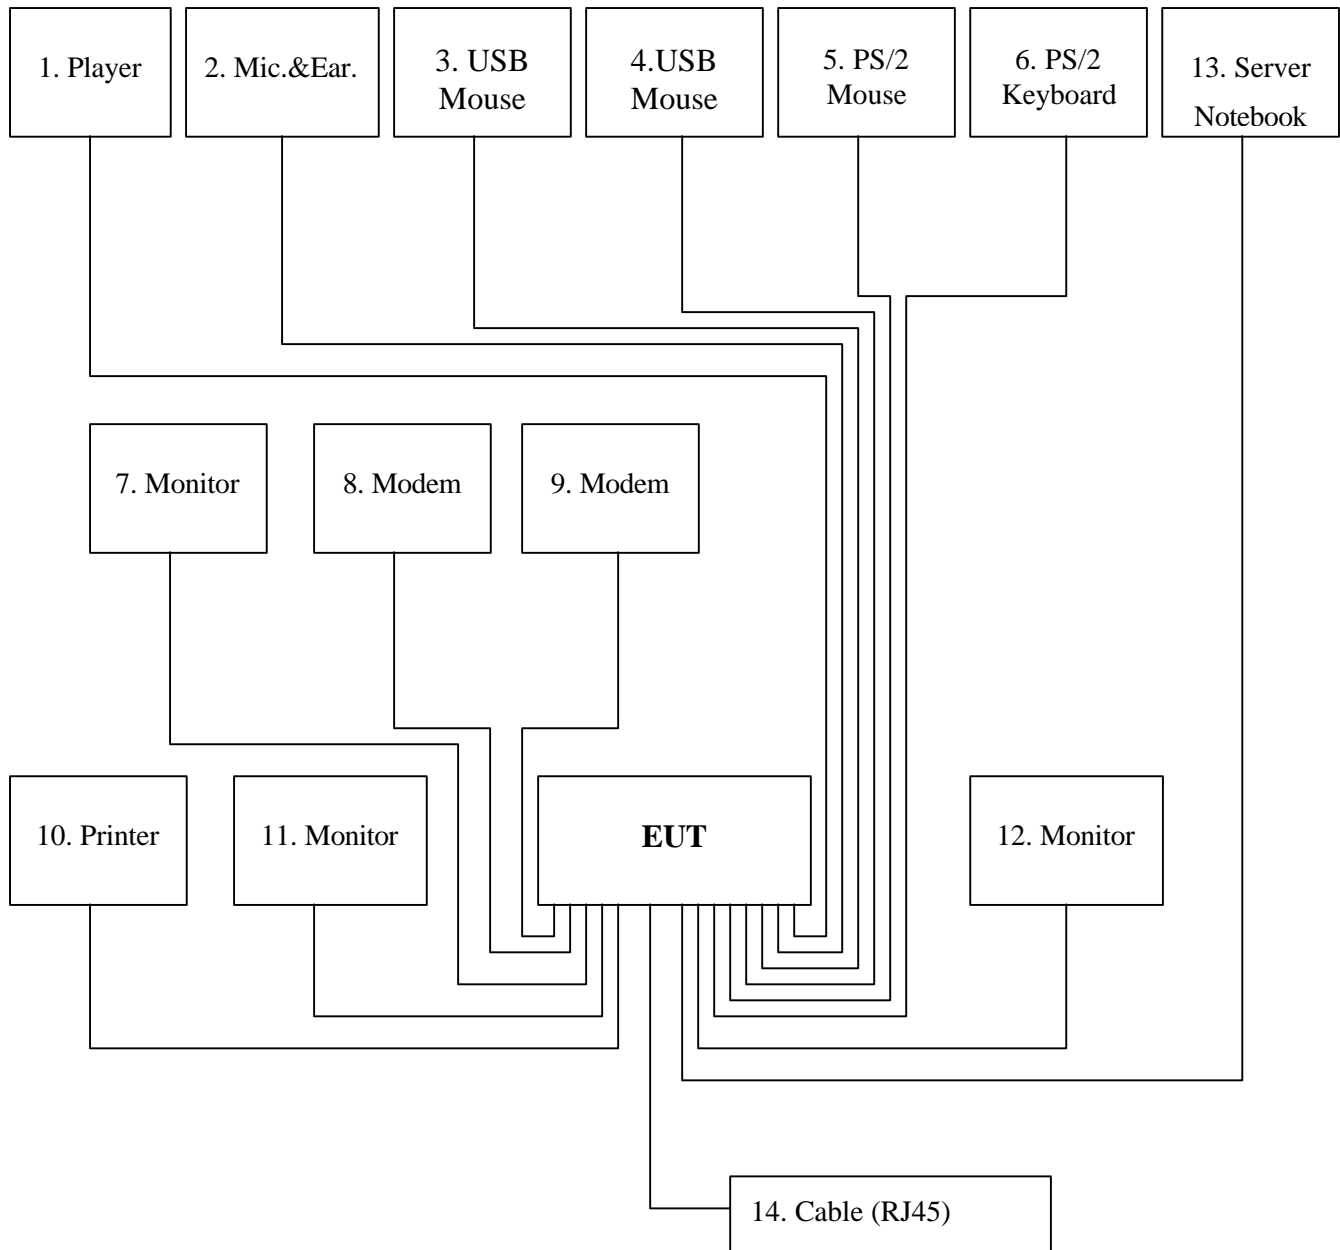 1. Player
2. Mic.&Ear.
3. USB
Mouse
4.USB
Mouse
5. PS/2
Mouse
6. PS/2
Keyboard
13. Server
Notebook
7. Monitor
8. Modem
9. Modem
10. Printer
11. Monitor
EUT
12. Monitor
14. Cable (RJ45)